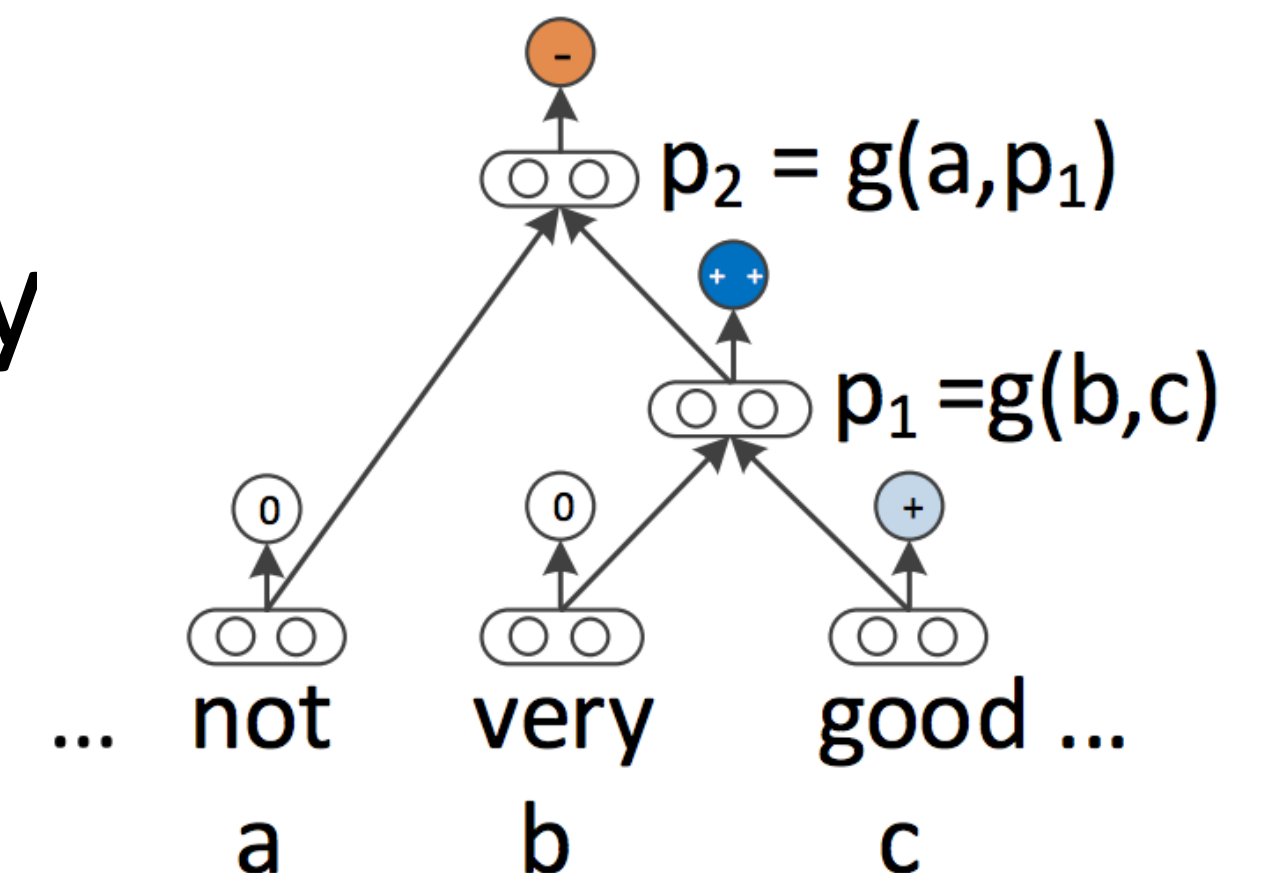 -
p₂ = g(a,p₁)
+ +
y
p₁ =g(b,c)
0 0 +
... not very good ...
a b c